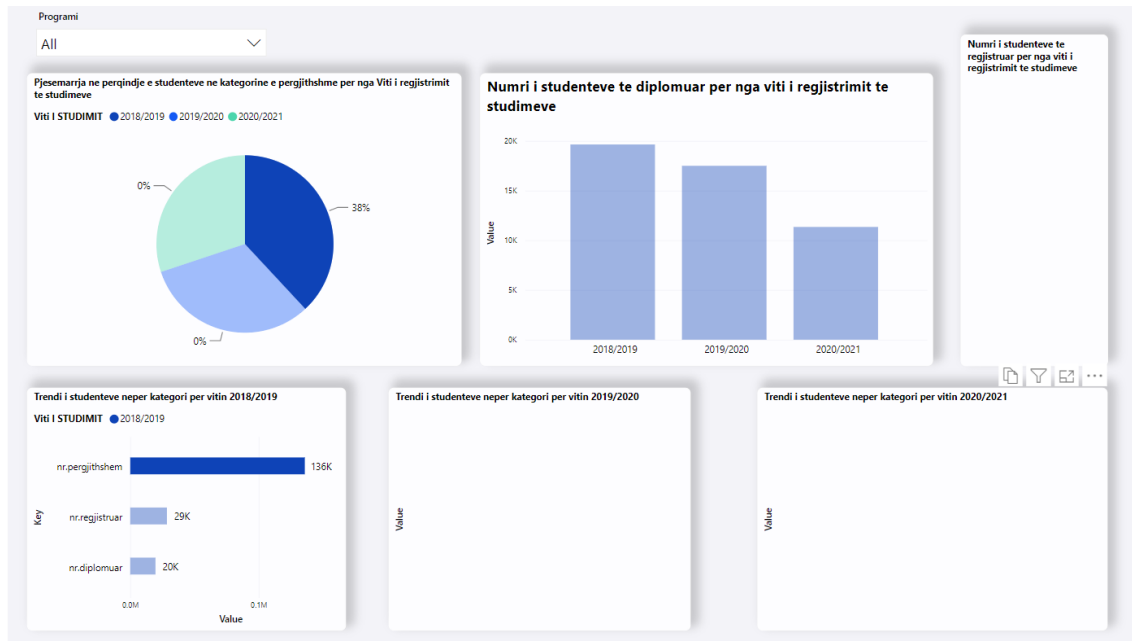 Programi
All
Pjesemarrja ne perqindje e studenteve ne kategorine e pergjithshme per nga Viti i regjistrimit
te studimeve
Viti I STUDIMIT 2018/2019 2019/2020 2020/2021
0%
38%
0%
Numri i studenteve te diplomuar per nga viti i regjistrimit te
studimeve
20K
15K
10K
5K
0K
Value
2018/2019 2019/2020 2020/2021
Numri i studenteve te
regjistruar per nga viti i
regjistrimit te studimeve
Trendi i studenteve neper kategori per vitin 2018/2019
Viti I STUDIMIT 2018/2019
Key
nr.pergjithshem 136K
nr.regjistruar 29K
nr.diplomuar 20K
0.0M 0.1M
Value
Trendi i studenteve neper kategori per vitin 2019/2020
Value
Trendi i studenteve neper kategori per vitin 2020/2021
Value